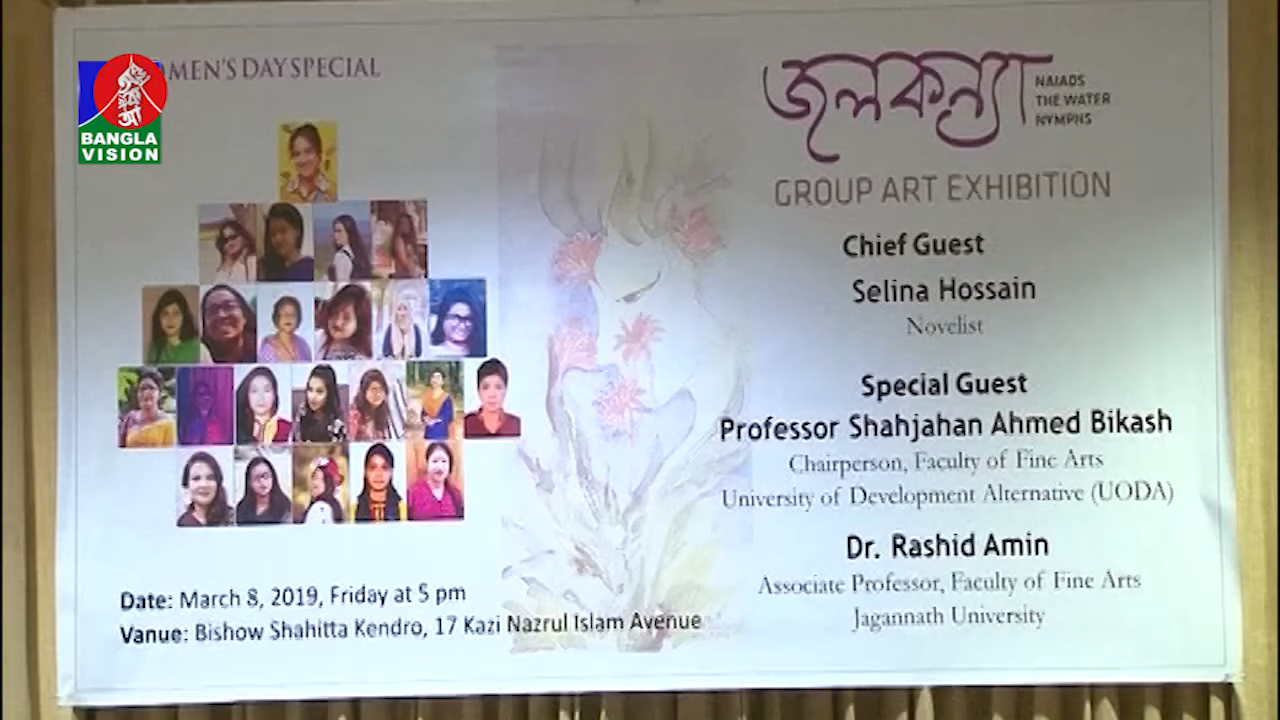 MEN'S DAY SPECIAL
BANGLA
VISION
জলকন্যা
NAIADS
THE WATER
NYMPHS
GROUP ART EXHIBITION
Chief Guest
Selina Hossain
Novelist
Special Guest
Professor Shahjahan Ahmed Bikash
Chairperson, Faculty of Fine Arts
University of Development Alternative (UODA)
Dr. Rashid Amin
Associate Professor, Faculty of Fine Arts
Jagannath University
Date: March 8, 2019, Friday at 5 pm
Vanue: Bishow Shahitta Kendro, 17 Kazi Nazrul Islam Avenue